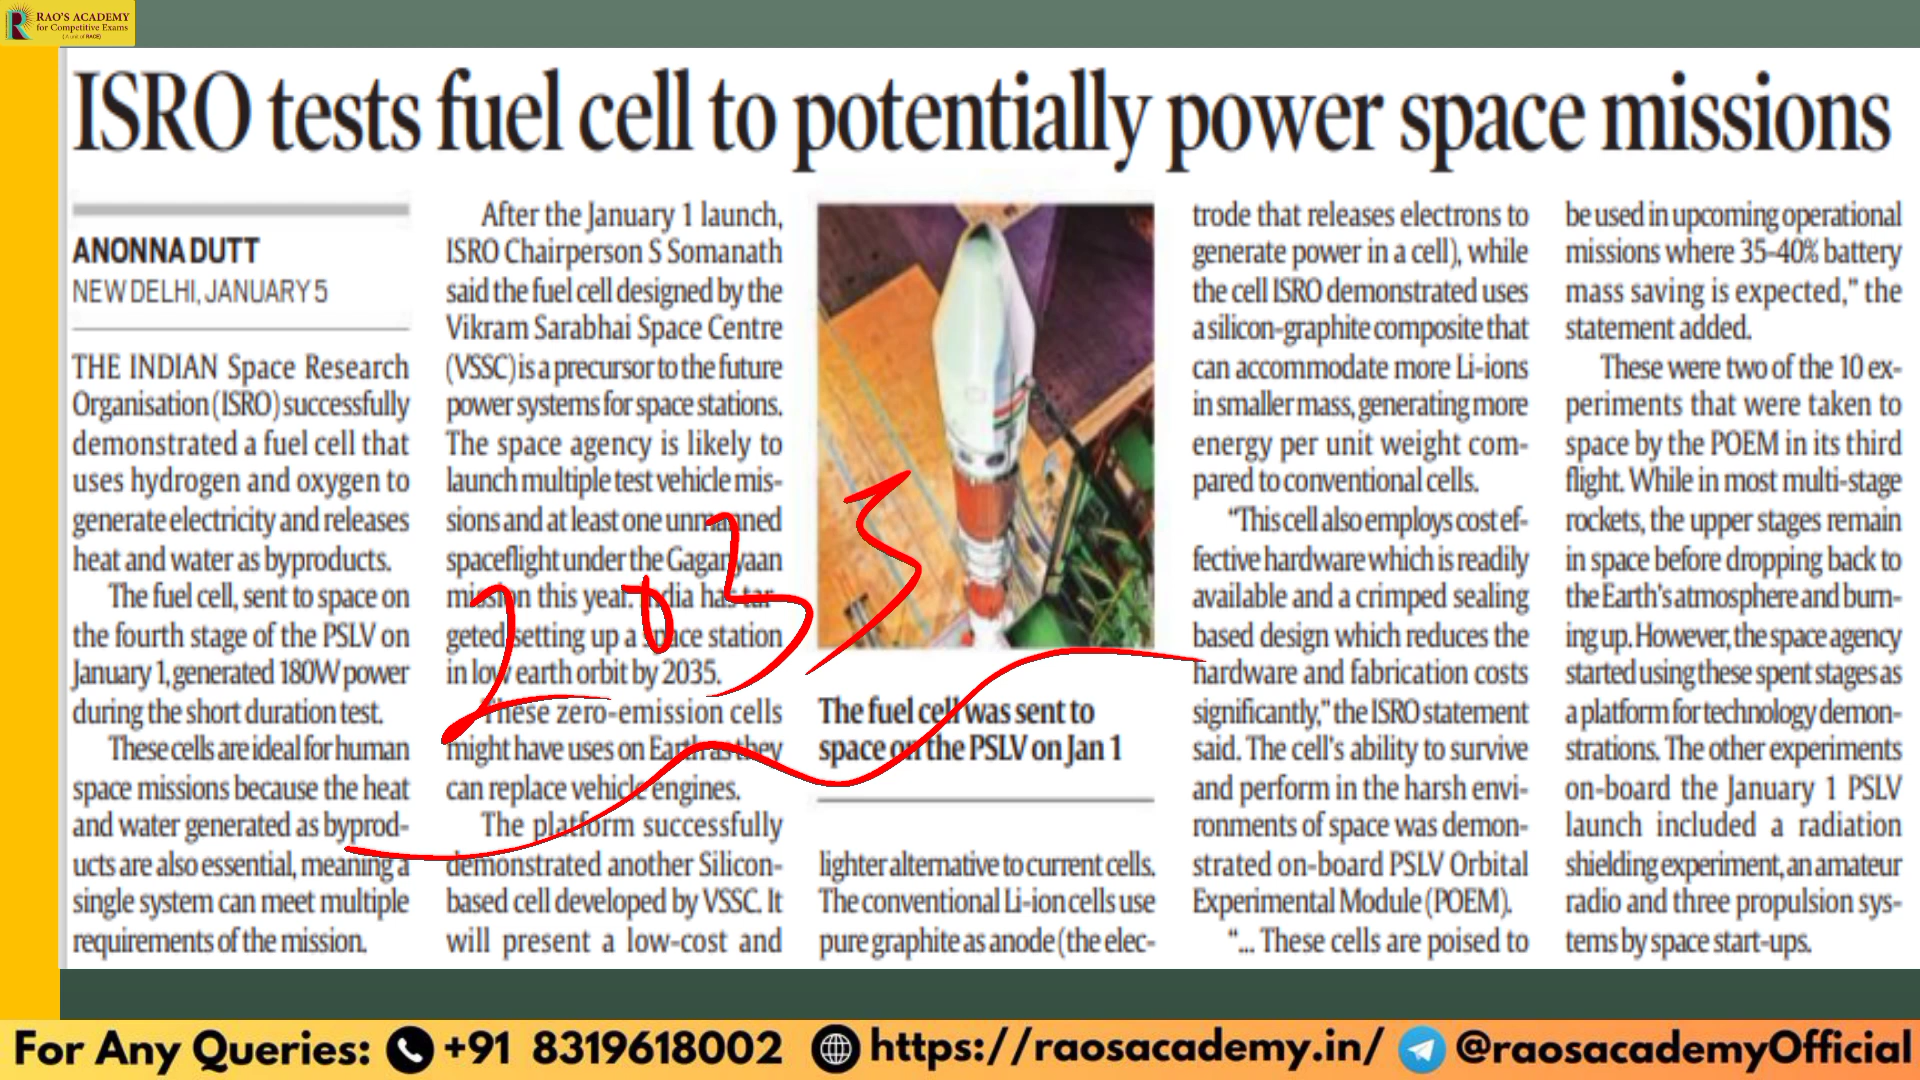 RAO'S ACADEMY
for Competitive Exams
(A unit of RACE)
ISRO tests fuel cell to potentially power space missions
ANONNA DUTT
NEW DELHI, JANUARY 5
THE INDIAN Space Research
Organisation (ISRO) successfully
demonstrated a fuel cell that
uses hydrogen and oxygen to
generate electricity and releases
heat and water as byproducts.
The fuel cell, sent to space on
the fourth stage of the PSLV on
January 1, generated 180W power
during the short duration test.
These cells are ideal for human
space missions because the heat
and water generated as byprod-
ucts are also essential, meaning a
single system can meet multiple
requirements of the mission.
After the January 1 launch,
ISRO Chairperson S Somanath
said the fuel cell designed by the
Vikram Sarabhai Space Centre
(VSSC) is a precursor to the future
power systems for space stations.
The space agency is likely to
launch multiple test vehicle mis-
sions and at least one unmanned
spaceflight under the Gaganyaan
mission this year. India has tar-
geted setting up a space station
in low earth orbit by 2035.
These zero-emission cells
might have uses on Earth as they
can replace vehicle engines.
The platform successfully
demonstrated another Silicon-
based cell developed by VSSC. It
will present a low-cost and
203
The fuel cell was sent to
space on the PSLV on Jan 1
lighter alternative to current cells.
The conventional Li-ion cells use
pure graphite as anode (the elec-
trode that releases electrons to
generate power in a cell), while
the cell ISRO demonstrated uses
a silicon-graphite composite that
can accommodate more Li-ions
in smaller mass, generating more
energy per unit weight com-
pared to conventional cells.
"This cell also employs cost ef-
fective hardware which is readily
available and a crimped sealing
based design which reduces the
hardware and fabrication costs
significantly," the ISRO statement
said. The cell's ability to survive
and perform in the harsh envi-
ronments of space was demon-
strated on-board PSLV Orbital
Experimental Module (POEM).
"... These cells are poised to
be used in upcoming operational
missions where 35-40% battery
mass saving is expected," the
statement added.
These were two of the 10 ex-
periments that were taken to
space by the POEM in its third
flight. While in most multi-stage
rockets, the upper stages remain
in space before dropping back to
the Earth's atmosphere and burn-
ing up. However, the space agency
started using these spent stages as
a platform for technology demon-
strations. The other experiments
on-board the January 1 PSLV
launch included a radiation
shielding experiment, an amateur
radio and three propulsion sys-
tems by space start-ups.
For Any Queries: +91 8319618002 https://raosacademy.in/ @raosacademyOfficial